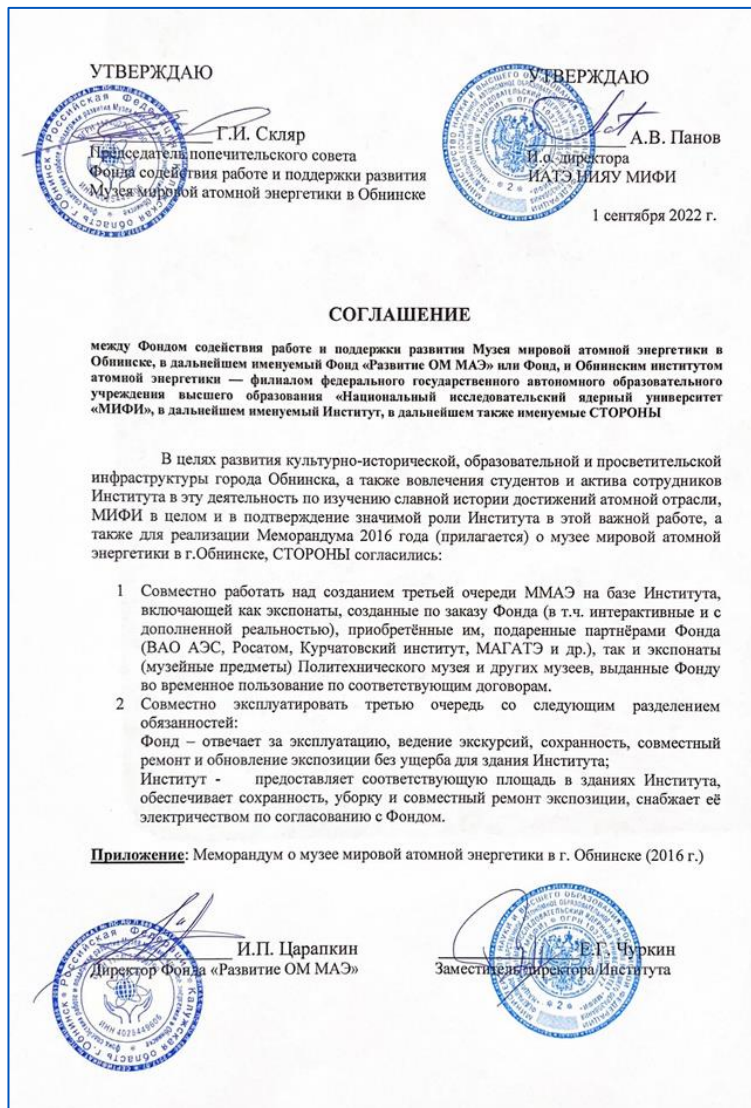 УТВЕРЖДАЮ
Г.И. Скляр
Председатель попечительского совета
Фонда содействия работе и поддержки развития
Музея мировой атомной энергетики в Обнинске
УТВЕРЖДАЮ
А.В. Панов
И.о. директора
ИАТЭ НИЯУ МИФИ
1 сентября 2022 г.
СОГЛАШЕНИЕ
между Фондом содействия работе и поддержки развития Музея мировой атомной энергетики в
Обнинске, в дальнейшем именуемый Фонд «Развитие ОМ МАЭ» или Фонд, и Обнинским институтом
атомной энергетики — филиалом федерального государственного автономного образовательного
учреждения высшего образования «Национальный исследовательский ядерный университет
«МИФИ», в дальнейшем именуемый Институт, в дальнейшем также именуемые СТОРОНЫ
В целях развития культурно-исторической, образовательной и просветительской
инфраструктуры города Обнинска, а также вовлечения студентов и актива сотрудников
Института в эту деятельность по изучению славной истории достижений атомной отрасли,
МИФИ в целом и в подтверждение значимой роли Института в этой важной работе, а
также для реализации Меморандума 2016 года (прилагается) о музее мировой атомной
энергетики в г.Обнинске, СТОРОНЫ согласились:
1 Совместно работать над созданием третьей очереди ММАЭ на базе Института,
включающей как экспонаты, созданные по заказу Фонда (в т.ч. интерактивные и с
дополненной реальностью), приобретённые им, подаренные партнёрами Фонда
(ВАО АЭС, Росатом, Курчатовский институт, МАГАТЭ и др.), так и экспонаты
(музейные предметы) Политехнического музея и других музеев, выданные Фонду
во временное пользование по соответствующим договорам.
2 Совместно эксплуатировать третью очередь со следующим разделением
обязанностей:
Фонд – отвечает за эксплуатацию, ведение экскурсий, сохранность, совместный
ремонт и обновление экспозиции без ущерба для здания Института;
Институт - предоставляет соответствующую площадь в зданиях Института,
обеспечивает сохранность, уборку и совместный ремонт экспозиции, снабжает её
электричеством по согласованию с Фондом.
Приложение: Меморандум о музее мировой атомной энергетики в г. Обнинске (2016 г.)
И.П. Царапкин
Директор Фонда «Развитие ОМ МАЭ»
Е.Г. Чуркин
Заместитель директора Института
Российская Федерация
Калужская область г. Обнинск
ИНН 4025449606